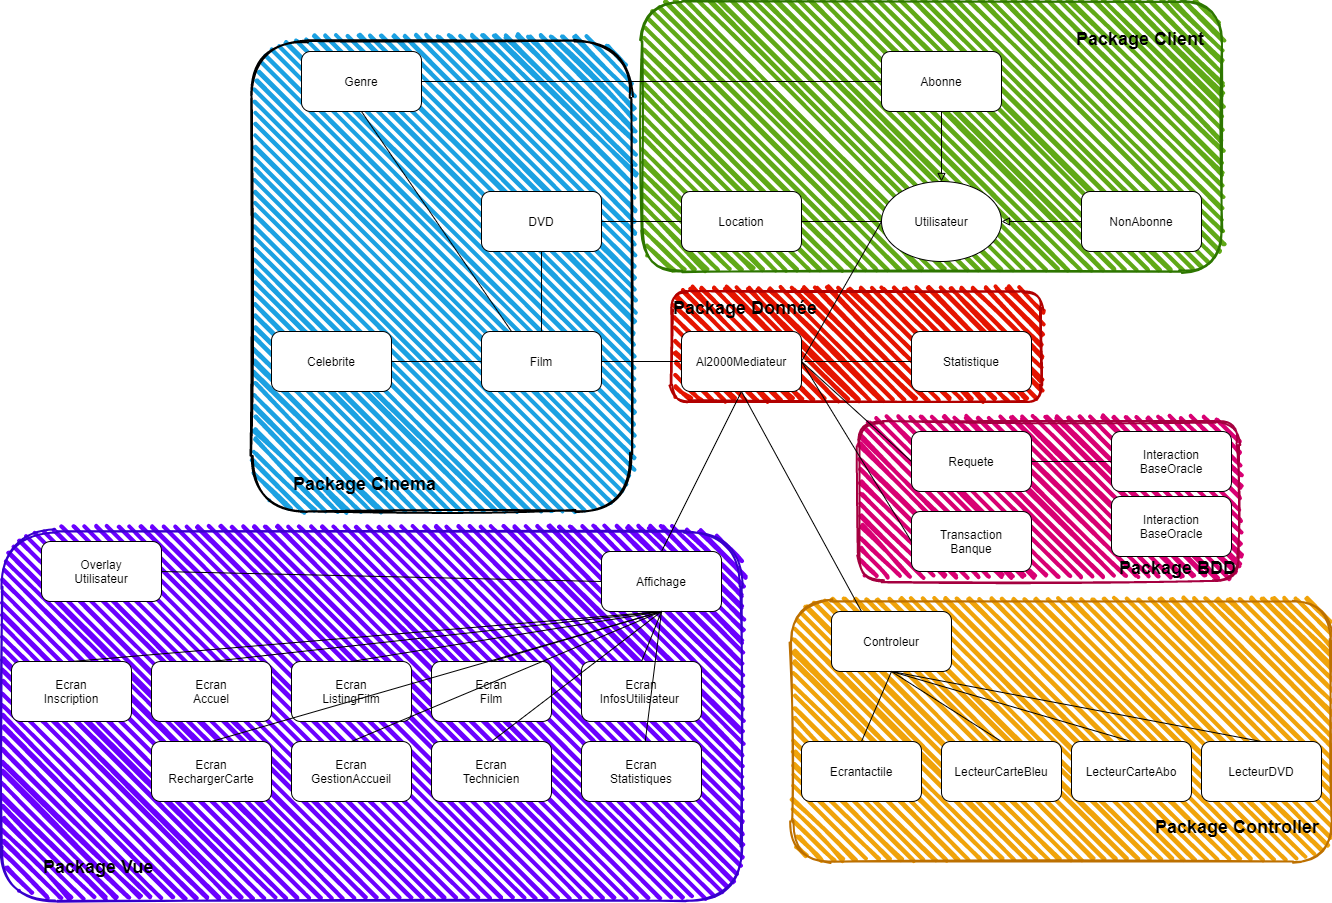 Package Client
Genre
Abonne
DVD
Location
Utilisateur
NonAbonne
Package Donnée
Celebrite
Film
Al2000Mediateur
Statistique
Package Cinema
Requete
Interaction
BaseOracle
Transaction
Banque
Interaction
BaseOracle
Package BDD
Overlay
Utilisateur
Affichage
Ecran
Inscription
Ecran
Accuel
Ecran
ListingFilm
Ecran
Film
Ecran
InfosUtilisateur
Ecran
RechargerCarte
Ecran
GestionAccueil
Ecran
Technicien
Ecran
Statistiques
Package Vue
Controleur
Ecrantactile
LecteurCarteBleu
LecteurCarteAbo
LecteurDVD
Package Controller